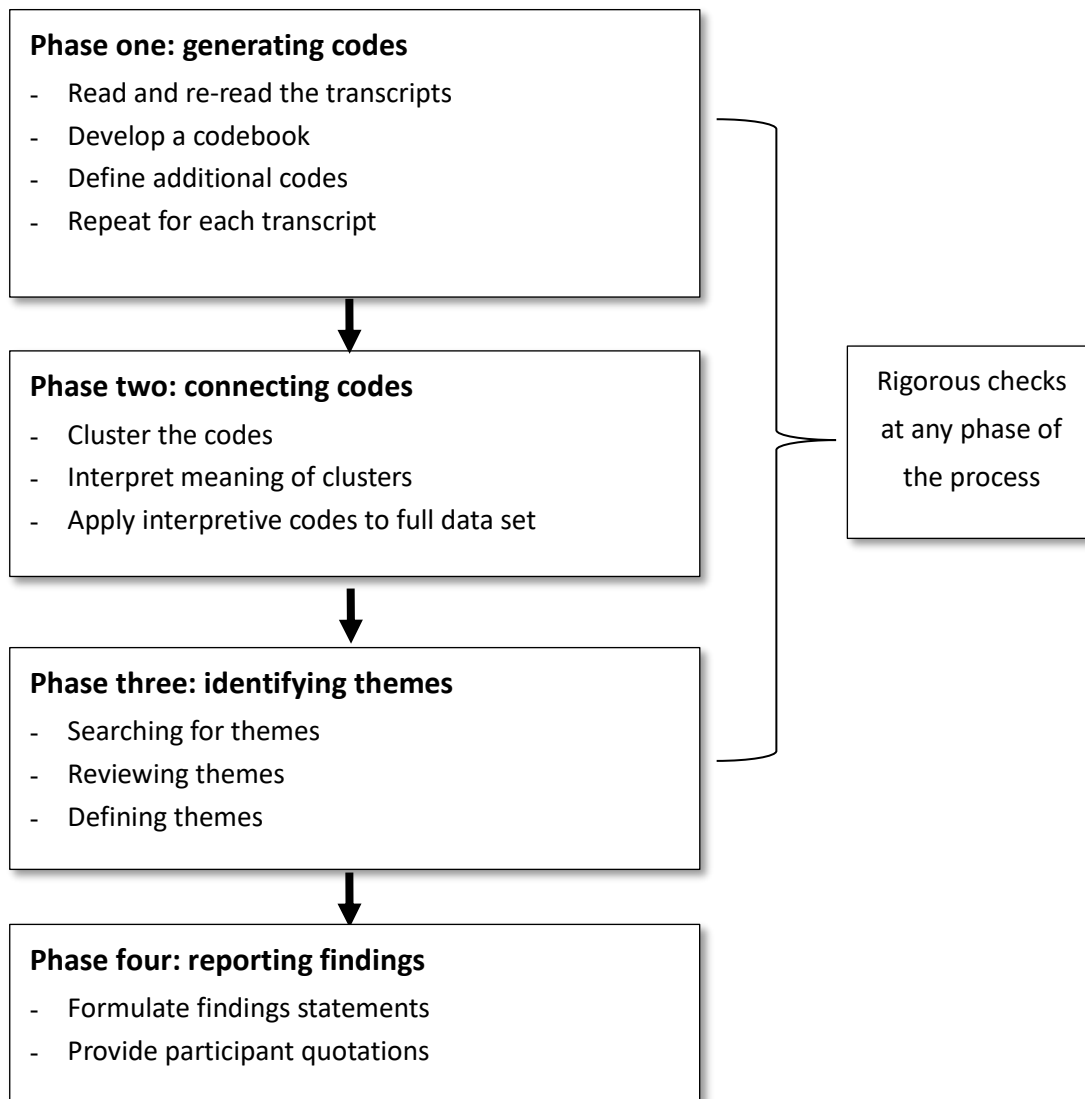 Phase one: generating codes
- Read and re-read the transcripts
- Develop a codebook
- Define additional codes
- Repeat for each transcript
Phase two: connecting codes
- Cluster the codes
- Interpret meaning of clusters
- Apply interpretive codes to full data set
Phase three: identifying themes
- Searching for themes
- Reviewing themes
- Defining themes
Phase four: reporting findings
- Formulate findings statements
- Provide participant quotations
Rigorous checks
at any phase of
the process